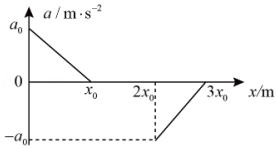 a / m·s⁻²
a₀
0
x₀
2x₀
3x₀
x/m
−a₀